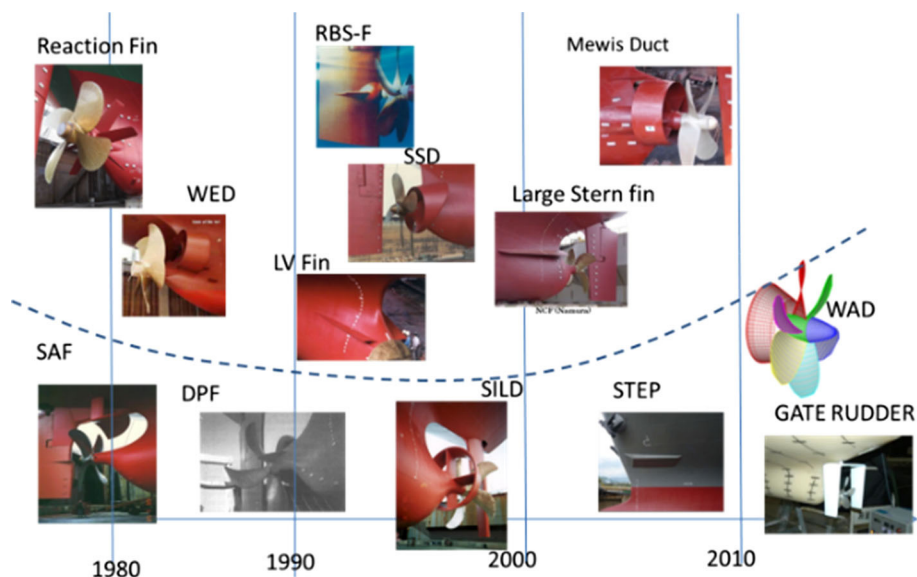 Reaction Fin
RBS-F
Mewis Duct
SSD
WED
Large Stern fin
LV Fin
NCF(Namura)
WAD
SAF
DPF
SILD
STEP
GATE RUDDER
1980
1990
2000
2010